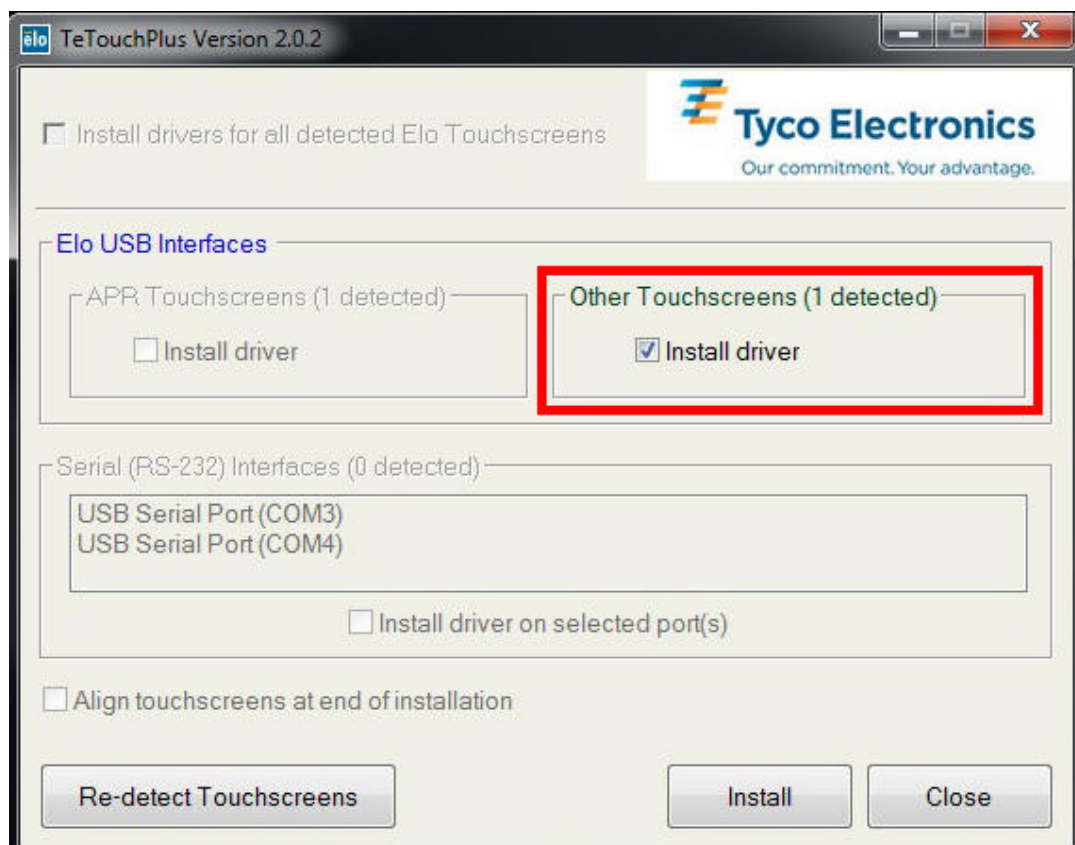 elo TeTouchPlus Version 2.0.2
Install drivers for all detected Elo Touchscreens
Tyco Electronics
Our commitment. Your advantage.
Elo USB Interfaces
APR Touchscreens (1 detected)
Install driver
Other Touchscreens (1 detected)
Install driver
Serial (RS-232) Interfaces (0 detected)
USB Serial Port (COM3)
USB Serial Port (COM4)
Install driver on selected port(s)
Align touchscreens at end of installation
Re-detect Touchscreens
Install
Close